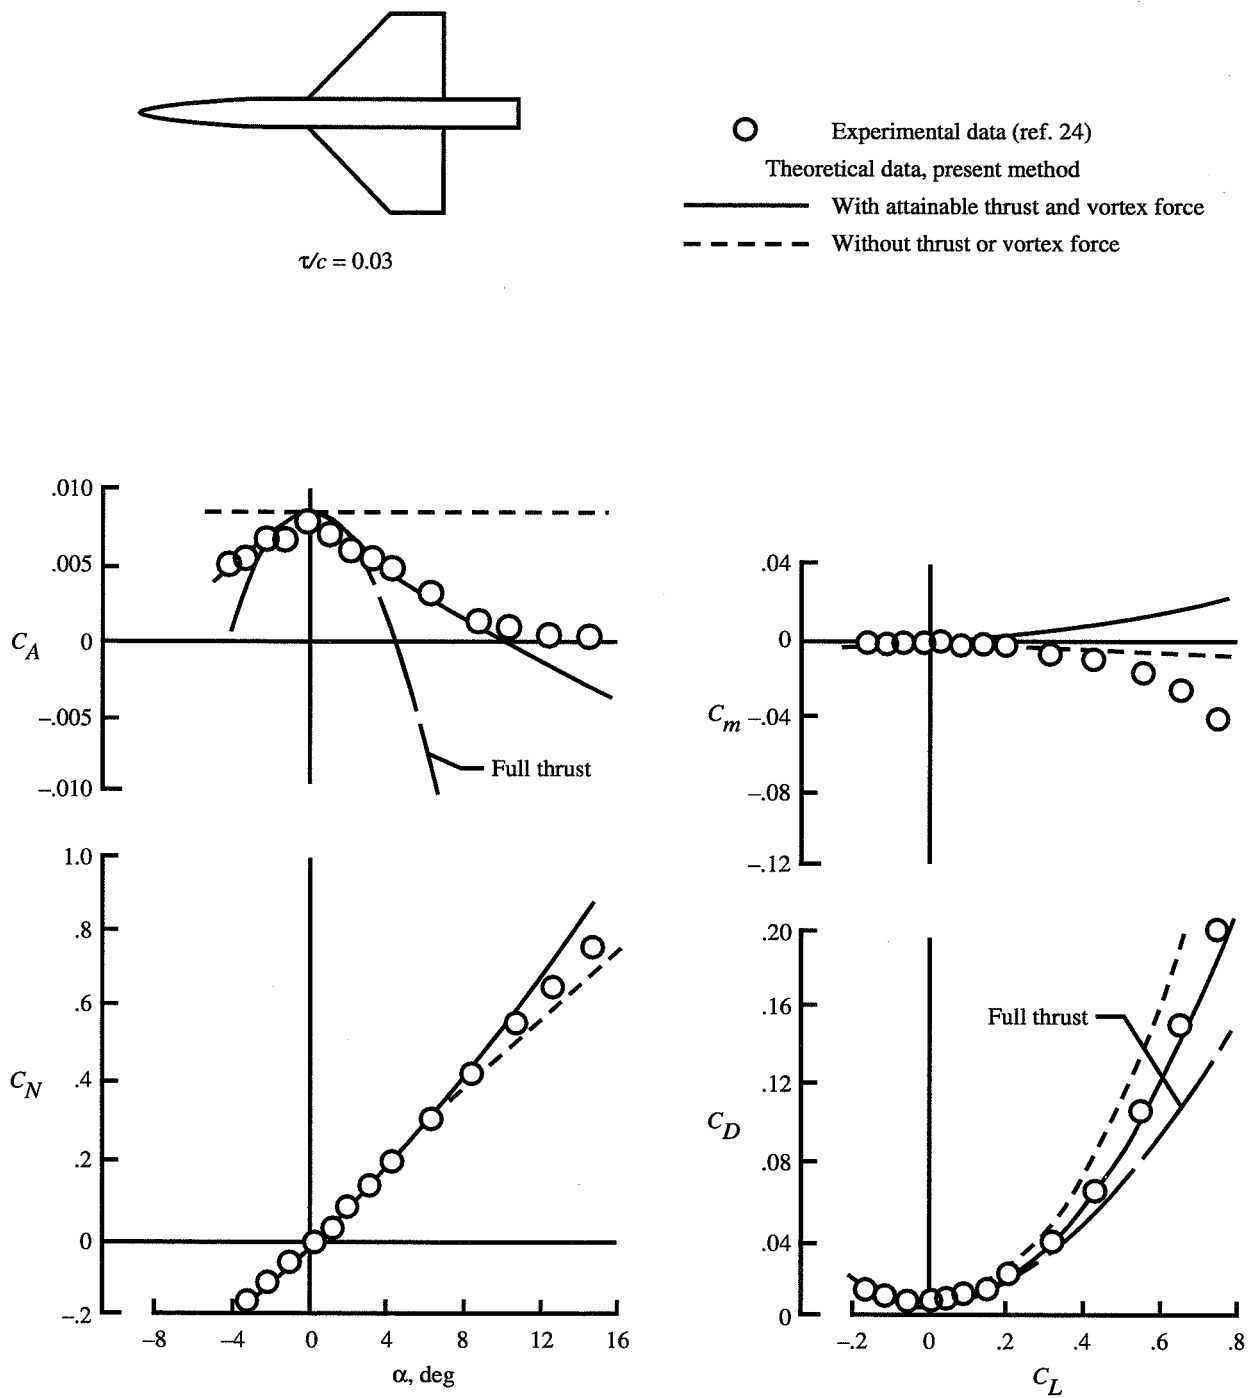 Experimental data (ref. 24)
Theoretical data, present method
With attainable thrust and vortex force
Without thrust or vortex force
τ/c = 0.03
.010
.005
0
C_A
–.005
–.010
Full thrust
.04
0
C_m
–.04
–.08
–.12
1.0
.8
.6
C_N
.4
.2
0
–.2
–8
–4
0
4
8
12
16
α, deg
.20
.16
Full thrust
.12
C_D
.08
.04
0
–.2
0
.2
.4
.6
.8
C_L